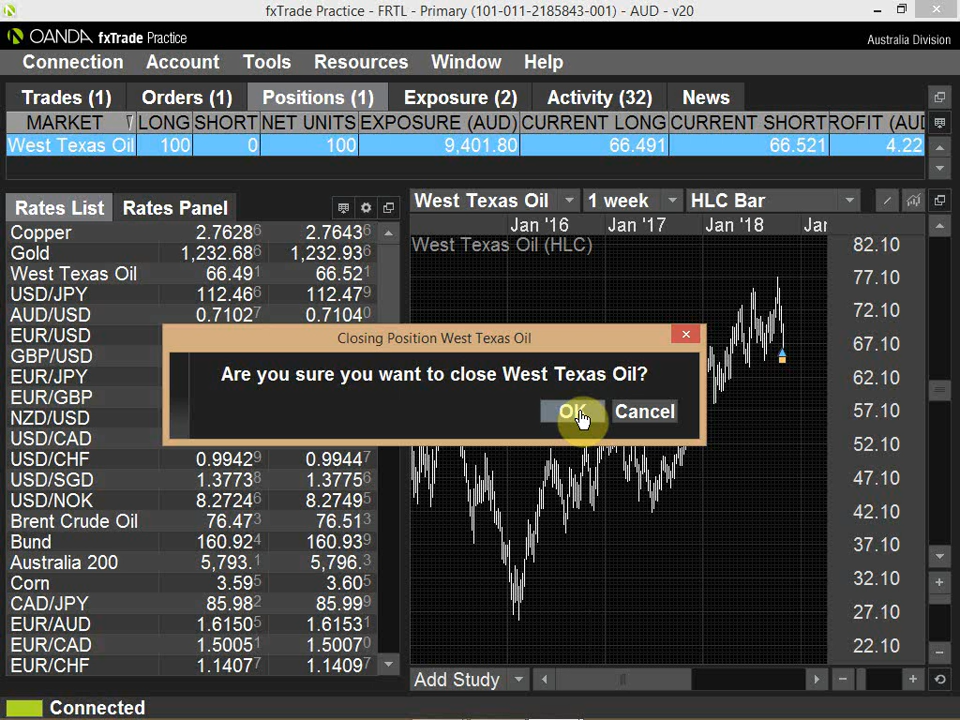 fxTrade Practice - FRTL - Primary (101-011-2185843-001) - AUD - v20
OANDA fxTrade Practice
Australia Division
Connection Account Tools Resources Window Help
Trades (1) Orders (1) Positions (1) Exposure (2) Activity (32) News
MARKET LONG SHORT NET UNITS EXPOSURE (AUD) CURRENT LONG CURRENT SHORT ROFIT (AUD
West Texas Oil 100 0 100 9,401.80 66.491 66.521 4.22
Rates List Rates Panel
Copper 2.76286 2.76436
Gold 1,232.686 1,232.936
West Texas Oil 66.491 66.521
USD/JPY 112.466 112.479
AUD/USD 0.71027 0.71040
EUR/USD
GBP/USD
EUR/JPY
EUR/GBP
NZD/USD
USD/CAD
USD/CHF 0.99429 0.99447
USD/SGD 1.37738 1.37756
USD/NOK 8.27246 8.27495
Brent Crude Oil 76.473 76.513
Bund 160.924 160.939
Australia 200 5,793.1 5,796.3
Corn 3.595 3.605
CAD/JPY 85.982 85.999
EUR/AUD 1.61505 1.61531
EUR/CAD 1.50051 1.50070
EUR/CHF 1.14077 1.14097
West Texas Oil 1 week HLC Bar
Jan '16 Jan '17 Jan '18 Jan
West Texas Oil (HLC)
82.10
77.10
72.10
67.10
62.10
57.10
52.10
47.10
42.10
37.10
32.10
27.10
22.10
Closing Position West Texas Oil
Are you sure you want to close West Texas Oil?
OK Cancel
Add Study
Connected